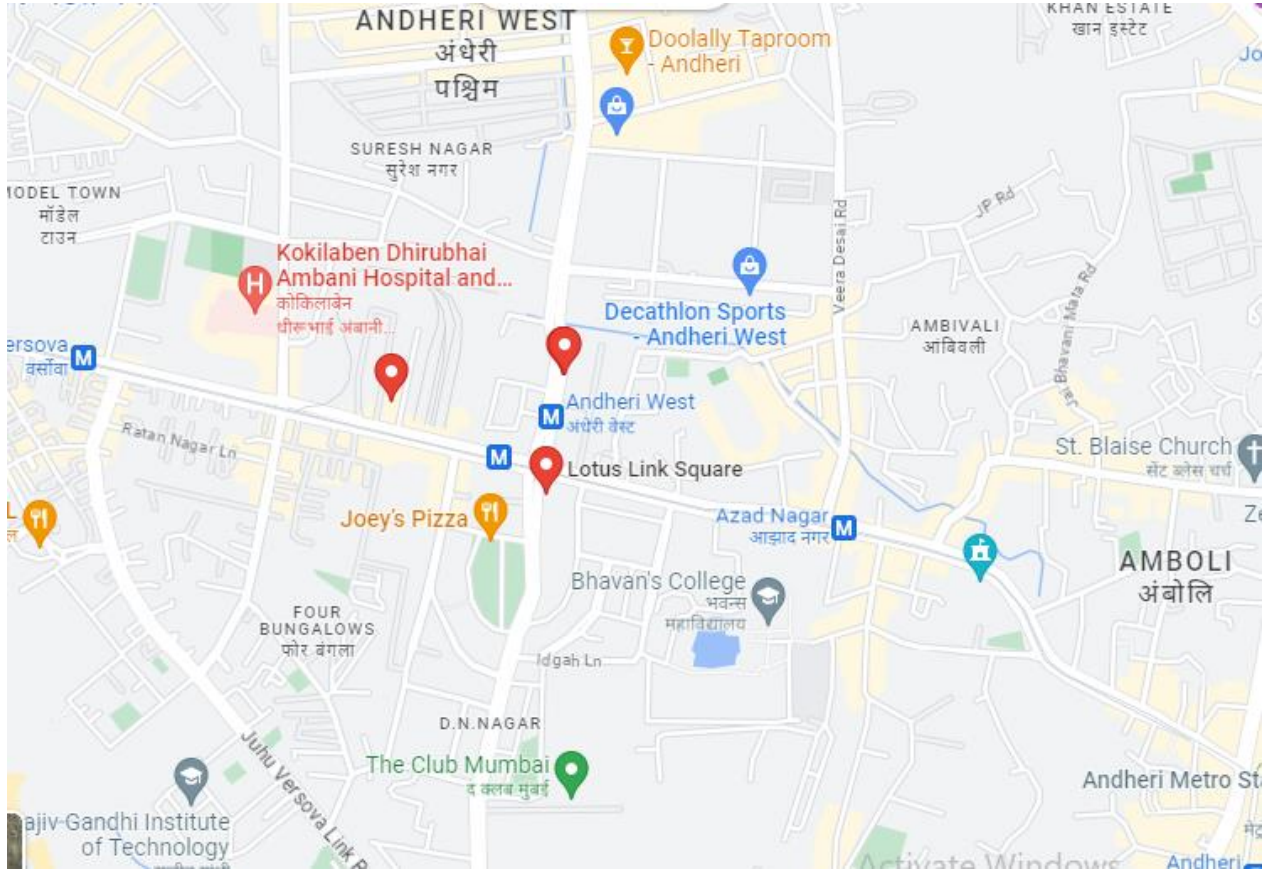 ANDHERI WEST
अंधेरी
पश्चिम
Doolally Taproom
- Andheri
KHAN ESTATE
खान इस्टेट
SURESH NAGAR
सुरेश नगर
MODEL TOWN
मॉडेल
टाउन
JP Rd
Kokilaben Dhirubhai
Ambani Hospital and...
कोकिलाबेन
धीरूभाई अंबानी...
Veera Desai Rd
Jai Bhavani Mata Rd
Decathlon Sports
- Andheri West
AMBIVALI
आंबिवली
ersova
वर्सोवा
M
Andheri West
अंधेरी वेस्ट
M
Ratan Nagar Ln
M
Lotus Link Square
St. Blaise Church
सेंट ब्लेस चर्च
Joey's Pizza
Azad Nagar
आझाद नगर
M
AMBOLI
अंबोलि
Bhavan's College
भवन्स
महाविद्यालय
FOUR
BUNGALOWS
फोर बंगला
Idgah Ln
D.N.NAGAR
Juhu Versova Link R
The Club Mumbai
द क्लब मुंबई
Andheri Metro Sta
ajiv Gandhi Institute
of Technology
Activate Windows
Andheri